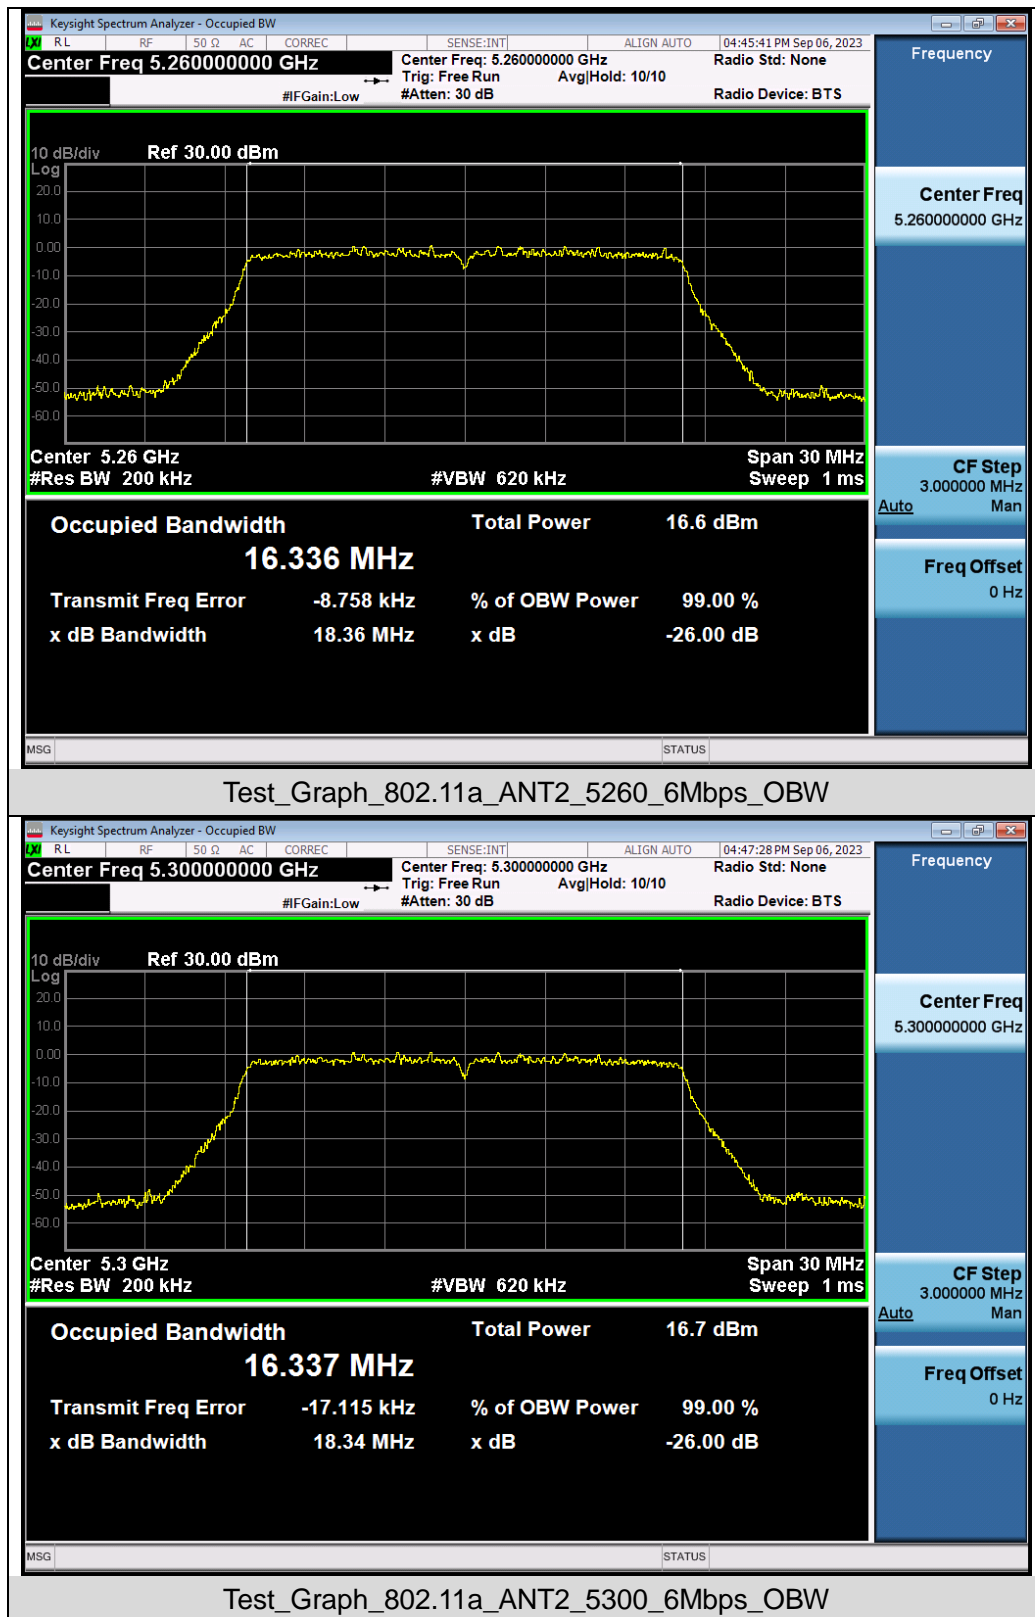 Keysight Spectrum Analyzer - Occupied BW
LXI RL RF 50 Ω AC CORREC SENSE:INT ALIGN AUTO 04:45:41 PM Sep 06, 2023
Center Freq 5.260000000 GHz Center Freq: 5.260000000 GHz Radio Std: None
Trig: Free Run Avg|Hold: 10/10
#IFGain:Low #Atten: 30 dB Radio Device: BTS
Frequency
10 dB/div Ref 30.00 dBm
Log
20.0
10.0
0.00
-10.0
-20.0
-30.0
-40.0
-50.0
-60.0
Center 5.26 GHz Span 30 MHz
#Res BW 200 kHz #VBW 620 kHz Sweep 1 ms
Center Freq
5.260000000 GHz
CF Step
3.000000 MHz
Auto Man
Freq Offset
0 Hz
Occupied Bandwidth Total Power 16.6 dBm
16.336 MHz
Transmit Freq Error -8.758 kHz % of OBW Power 99.00 %
x dB Bandwidth 18.36 MHz x dB -26.00 dB
MSG STATUS
Test_Graph_802.11a_ANT2_5260_6Mbps_OBW
Keysight Spectrum Analyzer - Occupied BW
LXI RL RF 50 Ω AC CORREC SENSE:INT ALIGN AUTO 04:47:28 PM Sep 06, 2023
Center Freq 5.300000000 GHz Center Freq: 5.300000000 GHz Radio Std: None
Trig: Free Run Avg|Hold: 10/10
#IFGain:Low #Atten: 30 dB Radio Device: BTS
Frequency
10 dB/div Ref 30.00 dBm
Log
20.0
10.0
0.00
-10.0
-20.0
-30.0
-40.0
-50.0
-60.0
Center 5.3 GHz Span 30 MHz
#Res BW 200 kHz #VBW 620 kHz Sweep 1 ms
Center Freq
5.300000000 GHz
CF Step
3.000000 MHz
Auto Man
Freq Offset
0 Hz
Occupied Bandwidth Total Power 16.7 dBm
16.337 MHz
Transmit Freq Error -17.115 kHz % of OBW Power 99.00 %
x dB Bandwidth 18.34 MHz x dB -26.00 dB
MSG STATUS
Test_Graph_802.11a_ANT2_5300_6Mbps_OBW